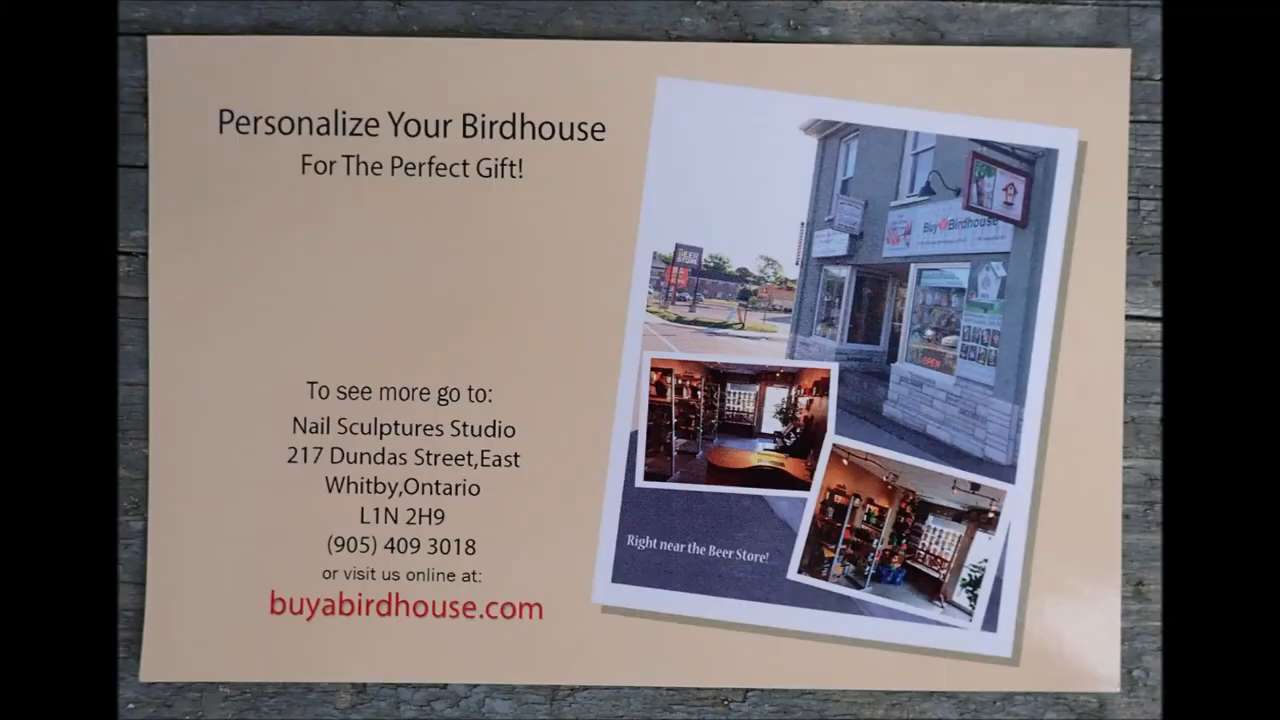 Personalize Your Birdhouse
For The Perfect Gift!
To see more go to:
Nail Sculptures Studio
217 Dundas Street,East
Whitby,Ontario
L1N 2H9
(905) 409 3018
or visit us online at:
buyabirdhouse.com
BEER
STORE
Buy Birdhouse
OPEN
Right near the Beer Store!